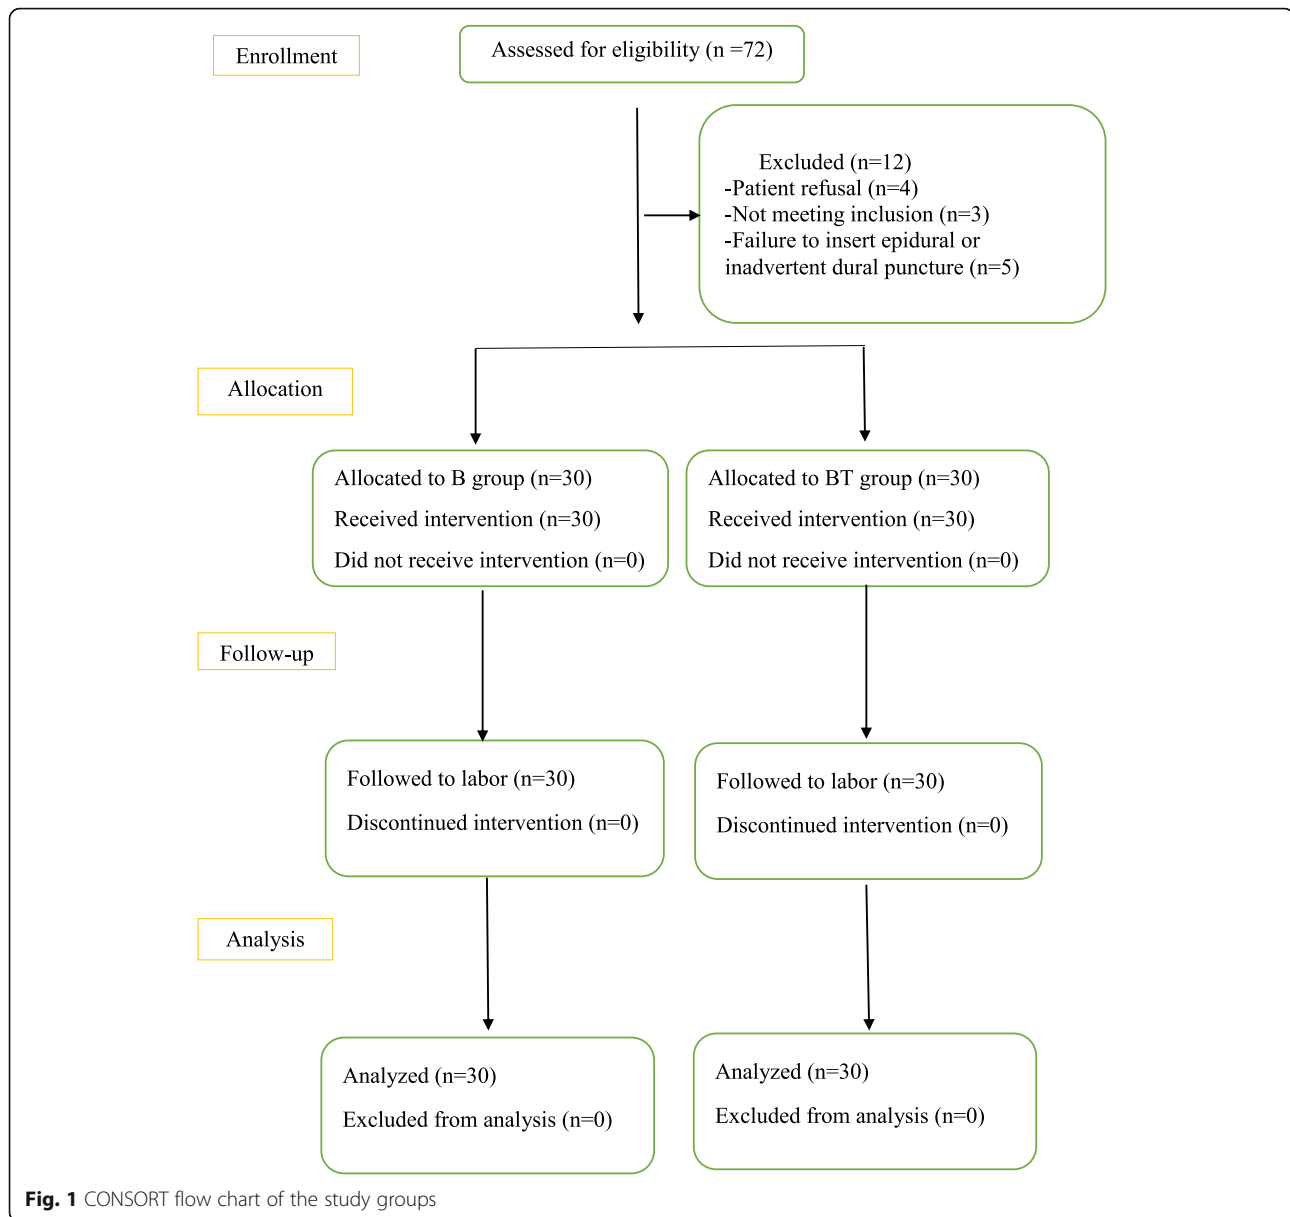 Enrollment
Assessed for eligibility (n =72)
Excluded (n=12)
-Patient refusal (n=4)
-Not meeting inclusion (n=3)
-Failure to insert epidural or
inadvertent dural puncture (n=5)
Allocation
Allocated to B group (n=30)
Received intervention (n=30)
Did not receive intervention (n=0)
Allocated to BT group (n=30)
Received intervention (n=30)
Did not receive intervention (n=0)
Follow-up
Followed to labor (n=30)
Discontinued intervention (n=0)
Followed to labor (n=30)
Discontinued intervention (n=0)
Analysis
Analyzed (n=30)
Excluded from analysis (n=0)
Analyzed (n=30)
Excluded from analysis (n=0)
Fig. 1 CONSORT flow chart of the study groups